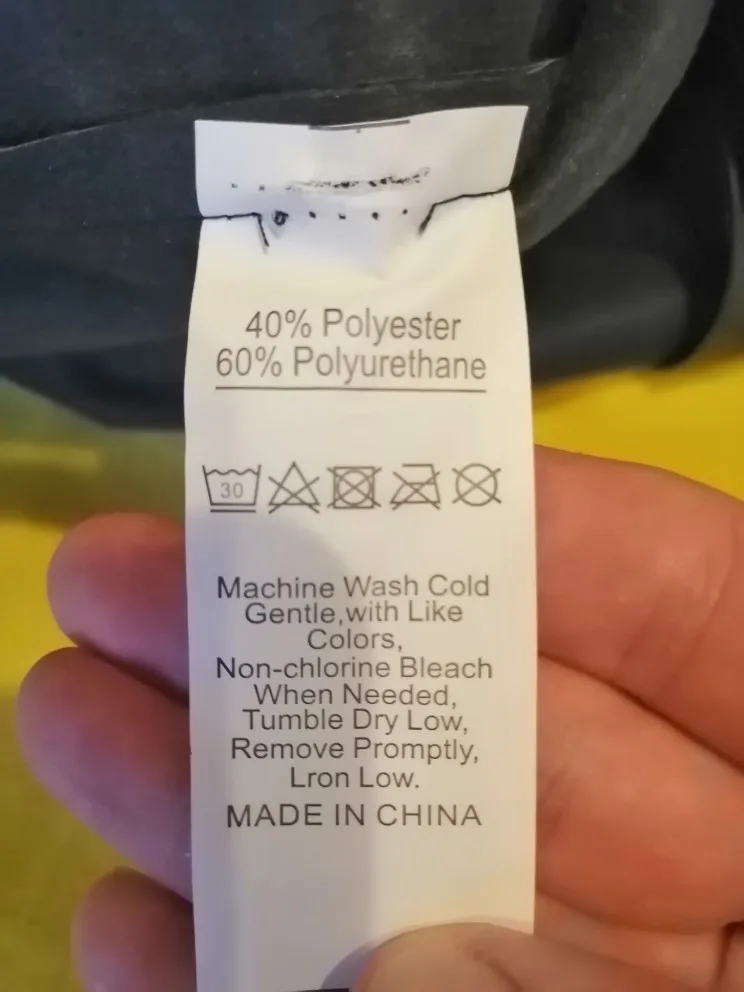 40% Polyester
60% Polyurethane
30
Machine Wash Cold
Gentle,with Like
Colors,
Non-chlorine Bleach
When Needed,
Tumble Dry Low,
Remove Promptly,
Lron Low.
MADE IN CHINA